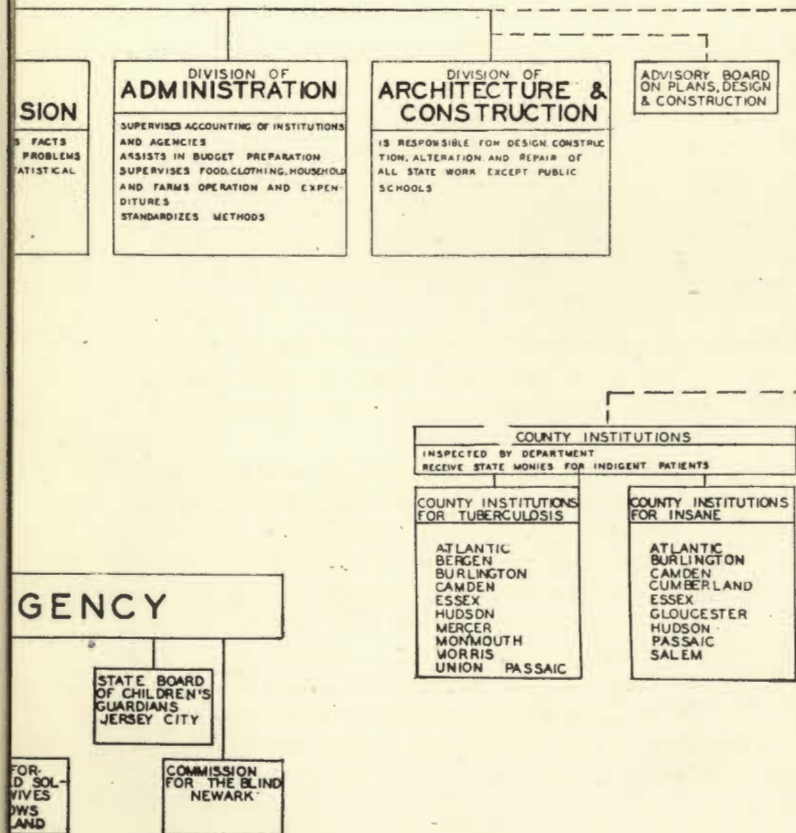 SION
S FACTS
PROBLEMS
ATISTICAL
DIVISION OF
ADMINISTRATION
SUPERVISES ACCOUNTING OF INSTITUTIONS
AND AGENCIES
ASSISTS IN BUDGET PREPARATION
SUPERVISES FOOD, CLOTHING, HOUSEHOLD
AND FARMS OPERATION AND EXPEN-
DITURES
STANDARDIZES METHODS
DIVISION OF
ARCHITECTURE &
CONSTRUCTION
IS RESPONSIBLE FOR DESIGN, CONSTRUC
TION, ALTERATION AND REPAIR OF
ALL STATE WORK EXCEPT PUBLIC
SCHOOLS
ADVISORY BOARD
ON PLANS, DESIGN
& CONSTRUCTION
COUNTY INSTITUTIONS
INSPECTED BY DEPARTMENT
RECEIVE STATE MONIES FOR INDIGENT PATIENTS
COUNTY INSTITUTIONS
FOR TUBERCULOSIS
ATLANTIC
BERGEN
BURLINGTON
CAMDEN
ESSEX
HUDSON
MERCER
MONMOUTH
MORRIS
UNION PASSAIC
COUNTY INSTITUTIONS
FOR INSANE
ATLANTIC
BURLINGTON
CAMDEN
CUMBERLAND
ESSEX
GLOUCESTER
HUDSON
PASSAIC
SALEM
GENCY
STATE BOARD
OF CHILDREN'S
GUARDIANS
JERSEY CITY
FOR-
D SOL-
WIVES
OWS
LAND
COMMISSION
FOR THE BLIND
NEWARK